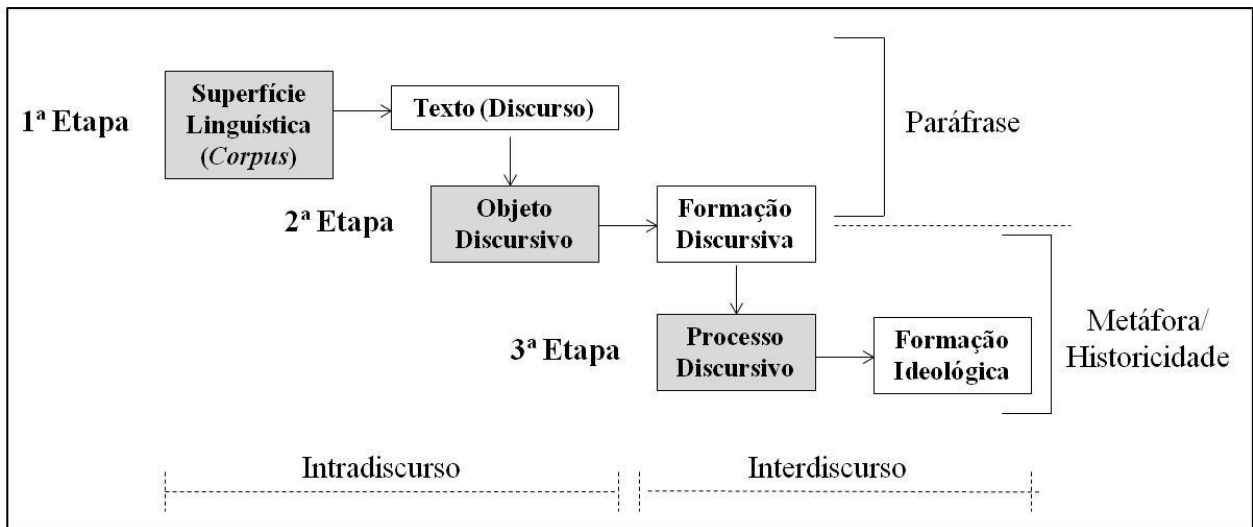 1ª Etapa
Superfície
Linguística
(Corpus)
Texto (Discurso)
Paráfrase
2ª Etapa
Objeto
Discursivo
Formação
Discursiva
3ª Etapa
Processo
Discursivo
Formação
Ideológica
Metáfora/
Historicidade
Intradiscurso
Interdiscurso